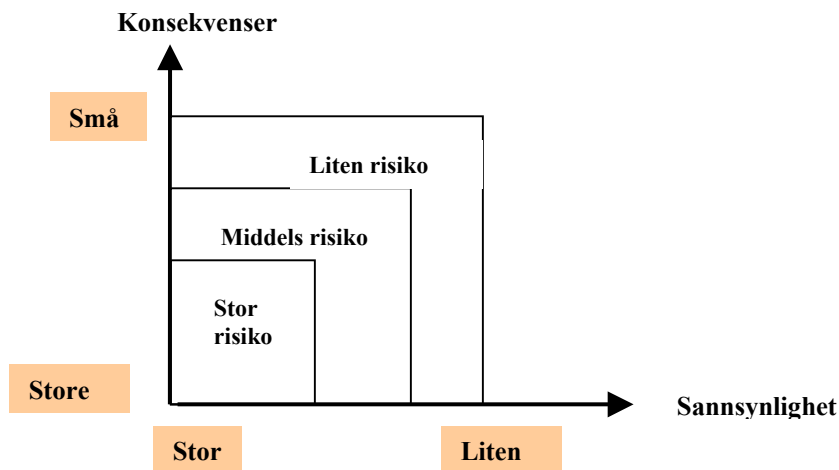 Konsekvenser
Små
Liten risiko
Middels risiko
Stor
risiko
Store
Sannsynlighet
Stor
Liten